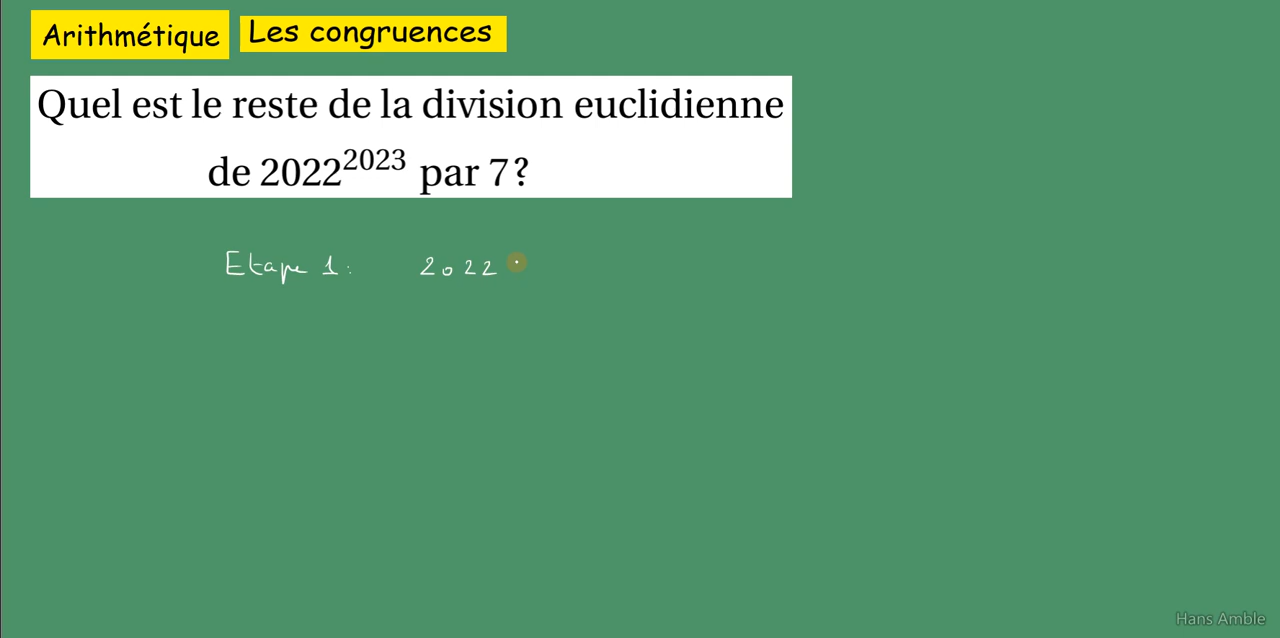 Arithmétique
Les congruences
Quel est le reste de la division euclidienne
de 2022^2023 par 7?
Etape 1: 2022
Hans Amble